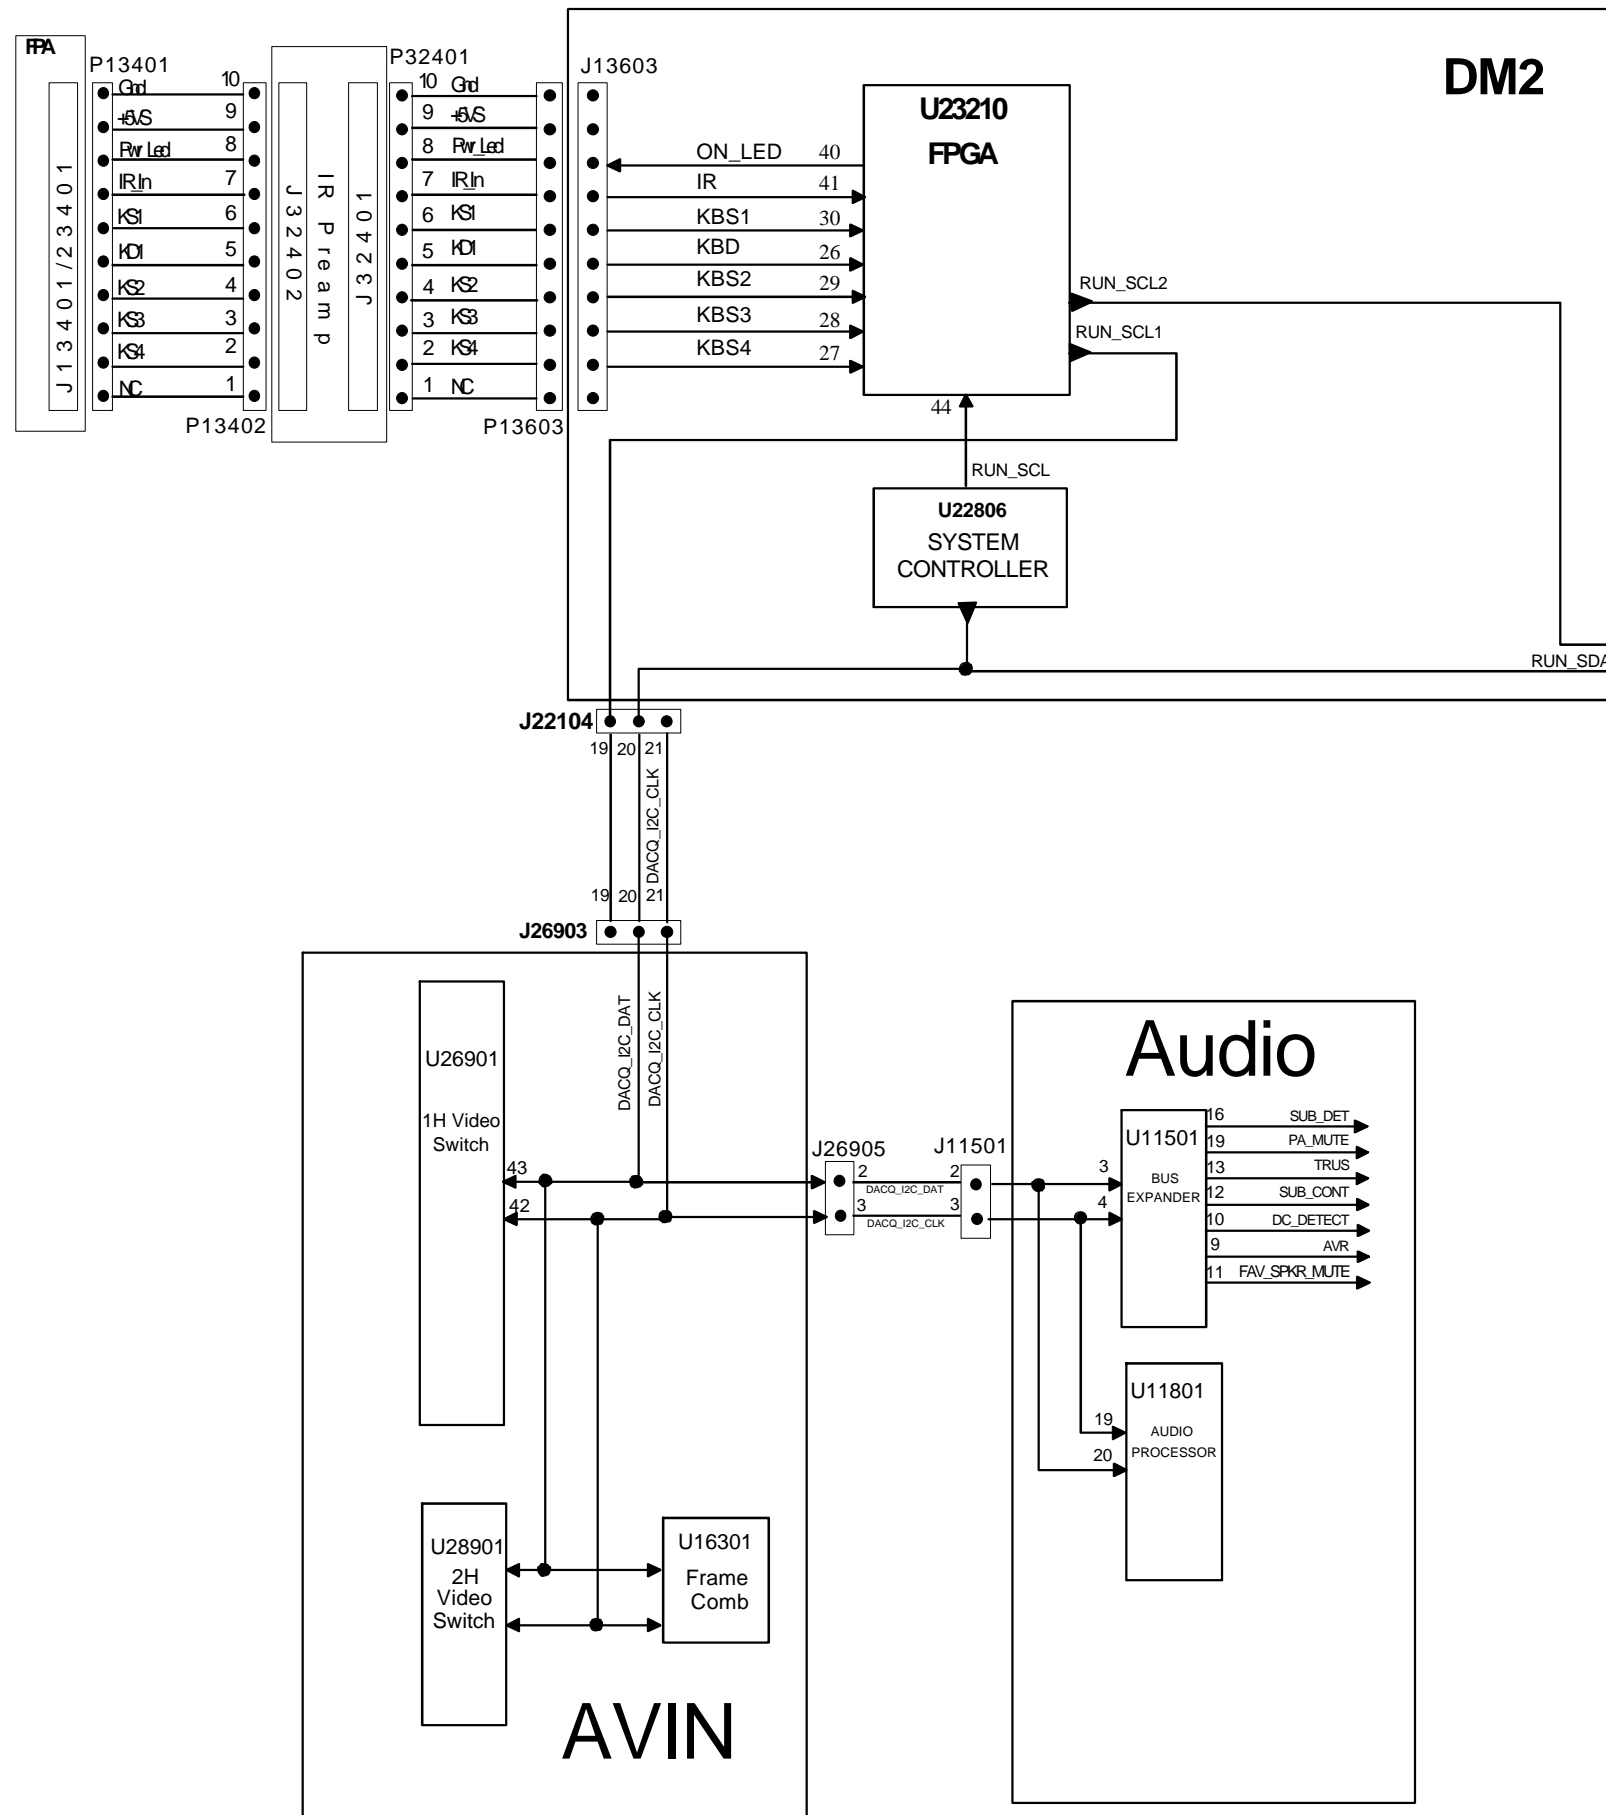 FPA
P13401
10
Gnd
9
+5VS
8
Pwr Led
7
IR_In
6
KS1
5
KD1
4
KS2
3
KS3
2
KS4
1
NC
J13401/23401
P13402
J32402
IR Preamp
J32401
P32401
10 Gnd
9 +5VS
8 Pwr_Led
7 IR_In
6 KS1
5 KD1
4 KS2
3 KS3
2 KS4
1 NC
P13603
J13603
DM2
U23210
FPGA
ON_LED 40
IR 41
KBS1 30
KBD 26
KBS2 29
KBS3 28
KBS4 27
RUN_SCL2
RUN_SCL1
44
RUN_SCL
U22806
SYSTEM
CONTROLLER
RUN_SDA
J22104
19 20 21
DACQ_I2C_CLK
19 20 21
J26903
DACQ_I2C_DAT
DACQ_I2C_CLK
U26901
1H Video
Switch
43
42
J26905
2
3
DACQ_I2C_DAT
DACQ_I2C_CLK
J11501
2
3
Audio
3
4
U11501
BUS
EXPANDER
16 SUB_DET
19 PA_MUTE
13 TRUS
12 SUB_CONT
10 DC_DETECT
9 AVR
11 FAV_SPKR_MUTE
U11801
AUDIO
PROCESSOR
19
20
U28901
2H
Video
Switch
U16301
Frame
Comb
AVIN